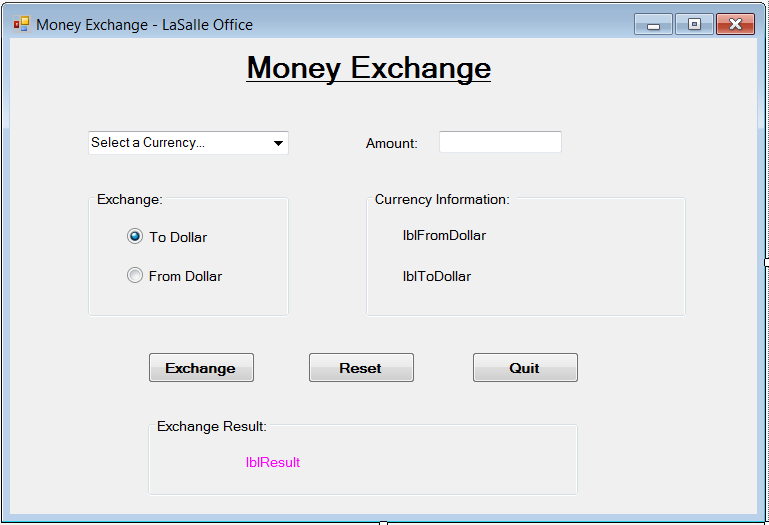 Money Exchange - LaSalle Office
Money Exchange
Select a Currency...
Amount:
Exchange:
To Dollar
From Dollar
Currency Information:
lblFromDollar
lblToDollar
Exchange
Reset
Quit
Exchange Result:
lblResult